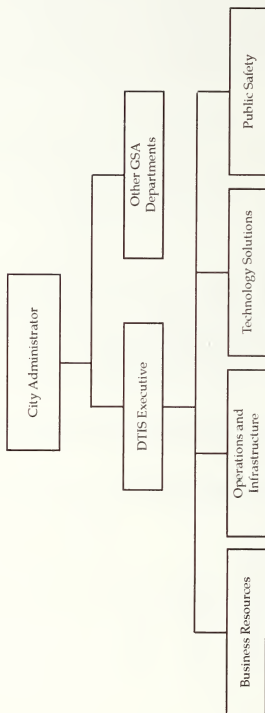 City Administrator
DTIS Executive
Other GSA
Departments
Business Resources
Operations and
Infrastructure
Technology Solutions
Public Safety